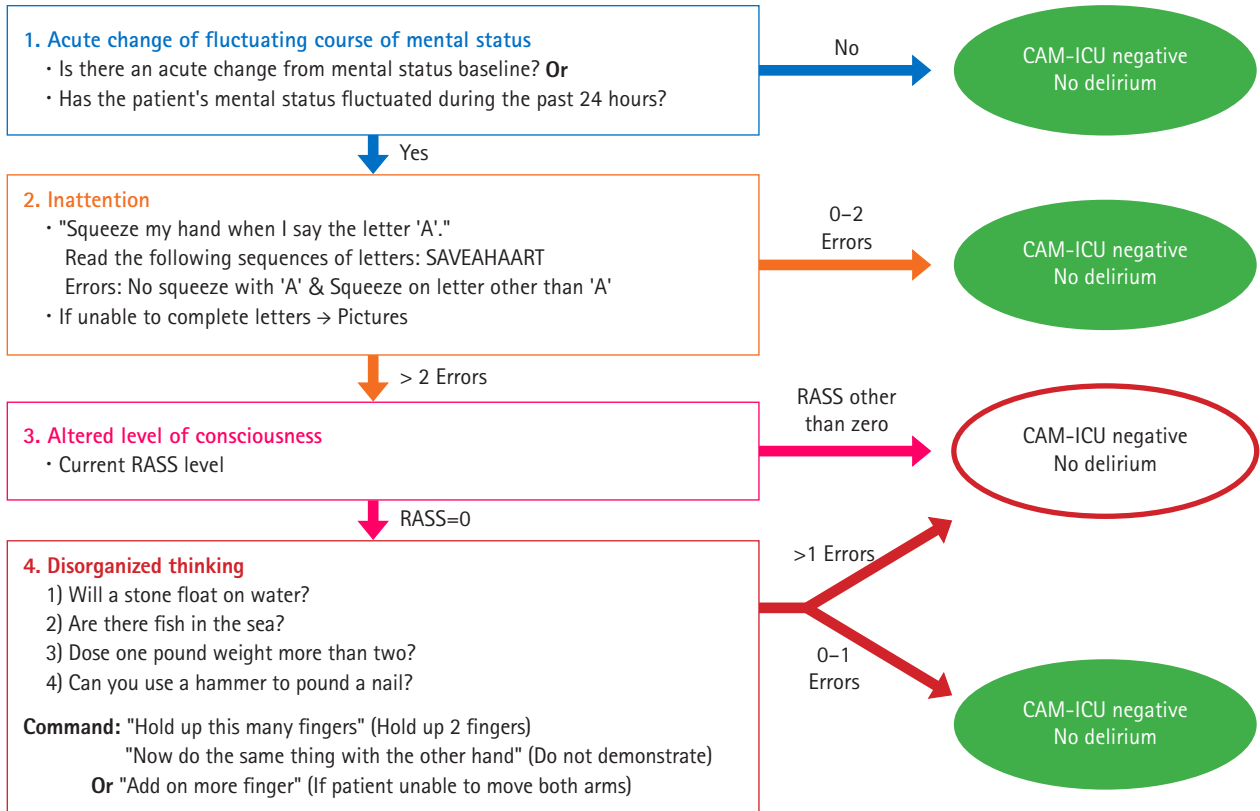 1. Acute change of fluctuating course of mental status
· Is there an acute change from mental status baseline? Or
· Has the patient's mental status fluctuated during the past 24 hours?
No
CAM-ICU negative
No delirium
Yes
2. Inattention
· "Squeeze my hand when I say the letter 'A'."
Read the following sequences of letters: SAVEAHAART
Errors: No squeeze with 'A' & Squeeze on letter other than 'A'
· If unable to complete letters → Pictures
0–2
Errors
CAM-ICU negative
No delirium
> 2 Errors
3. Altered level of consciousness
· Current RASS level
RASS other
than zero
CAM-ICU negative
No delirium
RASS=0
4. Disorganized thinking
1) Will a stone float on water?
2) Are there fish in the sea?
3) Dose one pound weight more than two?
4) Can you use a hammer to pound a nail?
Command: "Hold up this many fingers" (Hold up 2 fingers)
"Now do the same thing with the other hand" (Do not demonstrate)
Or "Add on more finger" (If patient unable to move both arms)
>1 Errors
0–1
Errors
CAM-ICU negative
No delirium